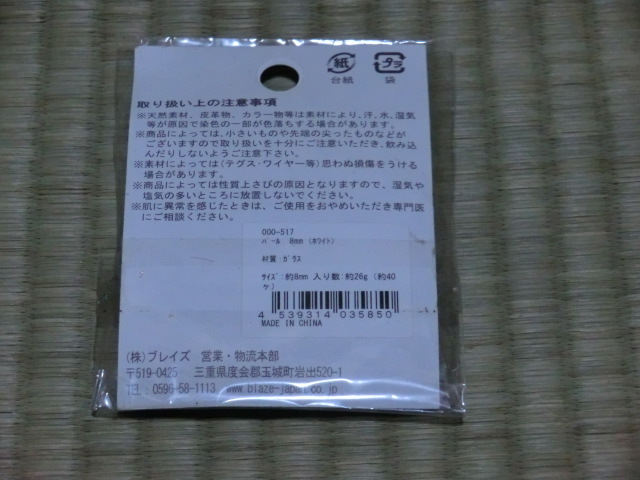 紙
プラ
台紙
袋
取り扱い上の注意事項
※天然素材、皮革物、カラー物等は素材により、汗、水、湿気
等が原因で染色の一部が色落ちする場合があります。
※商品によっては、小さいものや先端の尖ったものなどが
ございますので取り扱いを十分にご注意いただき、飲み込
んだりしないようご注意下さい。
※素材によっては(テグス・ワイヤー等)思わぬ損傷をうける
場合があります。
※商品によっては性質上さびの原因となりますので、湿気や
塩気の多いところに放置しないでください。
※肌に異常を感じたときは、ご使用をおやめいただき専門医
にご相談ください。
000-517
パール 8mm (ホワイト)
材質:ガラス
サイズ:約8mm 入り数:約26g (約40
ケ)
4 539314 035850
MADE IN CHINA
(株)ブレイズ 営業・物流本部
〒519-0425 三重県度会郡玉城町岩出520-1
TEL:0596-58-1113 www.blaze-japan.co.jp